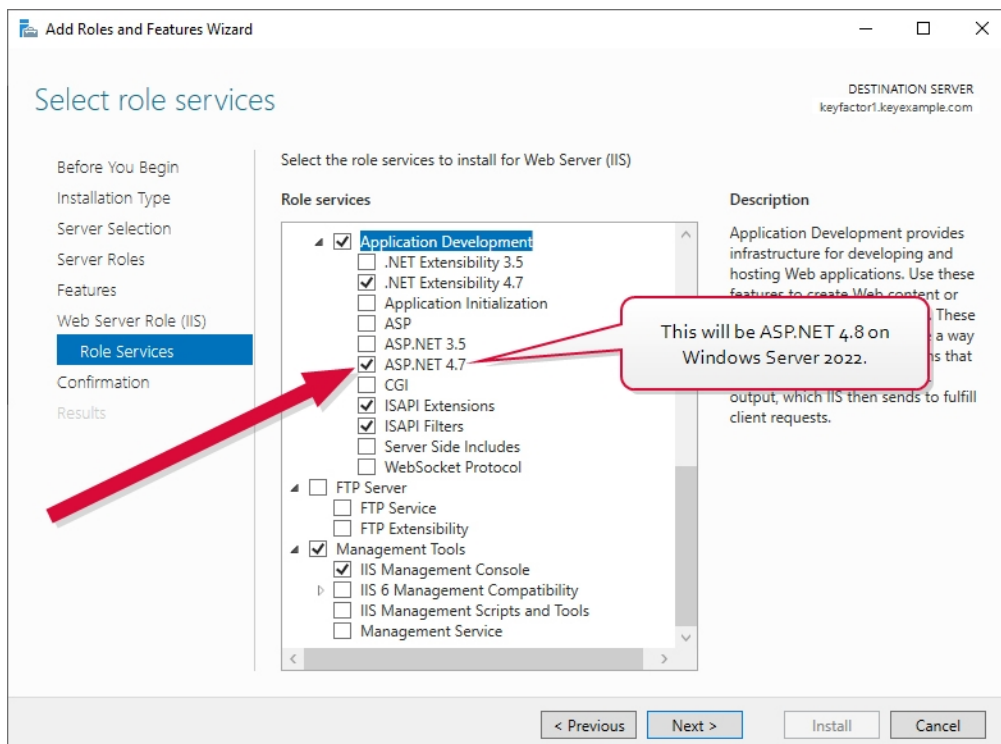 Add Roles and Features Wizard
Select role services
DESTINATION SERVER
keyfactor1.keyexample.com
Before You Begin
Installation Type
Server Selection
Server Roles
Features
Web Server Role (IIS)
Role Services
Confirmation
Results
Select the role services to install for Web Server (IIS)
Role services
Application Development
.NET Extensibility 3.5
.NET Extensibility 4.7
Application Initialization
ASP
ASP.NET 3.5
ASP.NET 4.7
CGI
ISAPI Extensions
ISAPI Filters
Server Side Includes
WebSocket Protocol
FTP Server
FTP Service
FTP Extensibility
Management Tools
IIS Management Console
IIS 6 Management Compatibility
IIS Management Scripts and Tools
Management Service
This will be ASP.NET 4.8 on
Windows Server 2022.
Description
Application Development provides
infrastructure for developing and
hosting Web applications. Use these
features to create Web content or
These
a way
that
output, which IIS then sends to fulfill
client requests.
< Previous
Next >
Install
Cancel